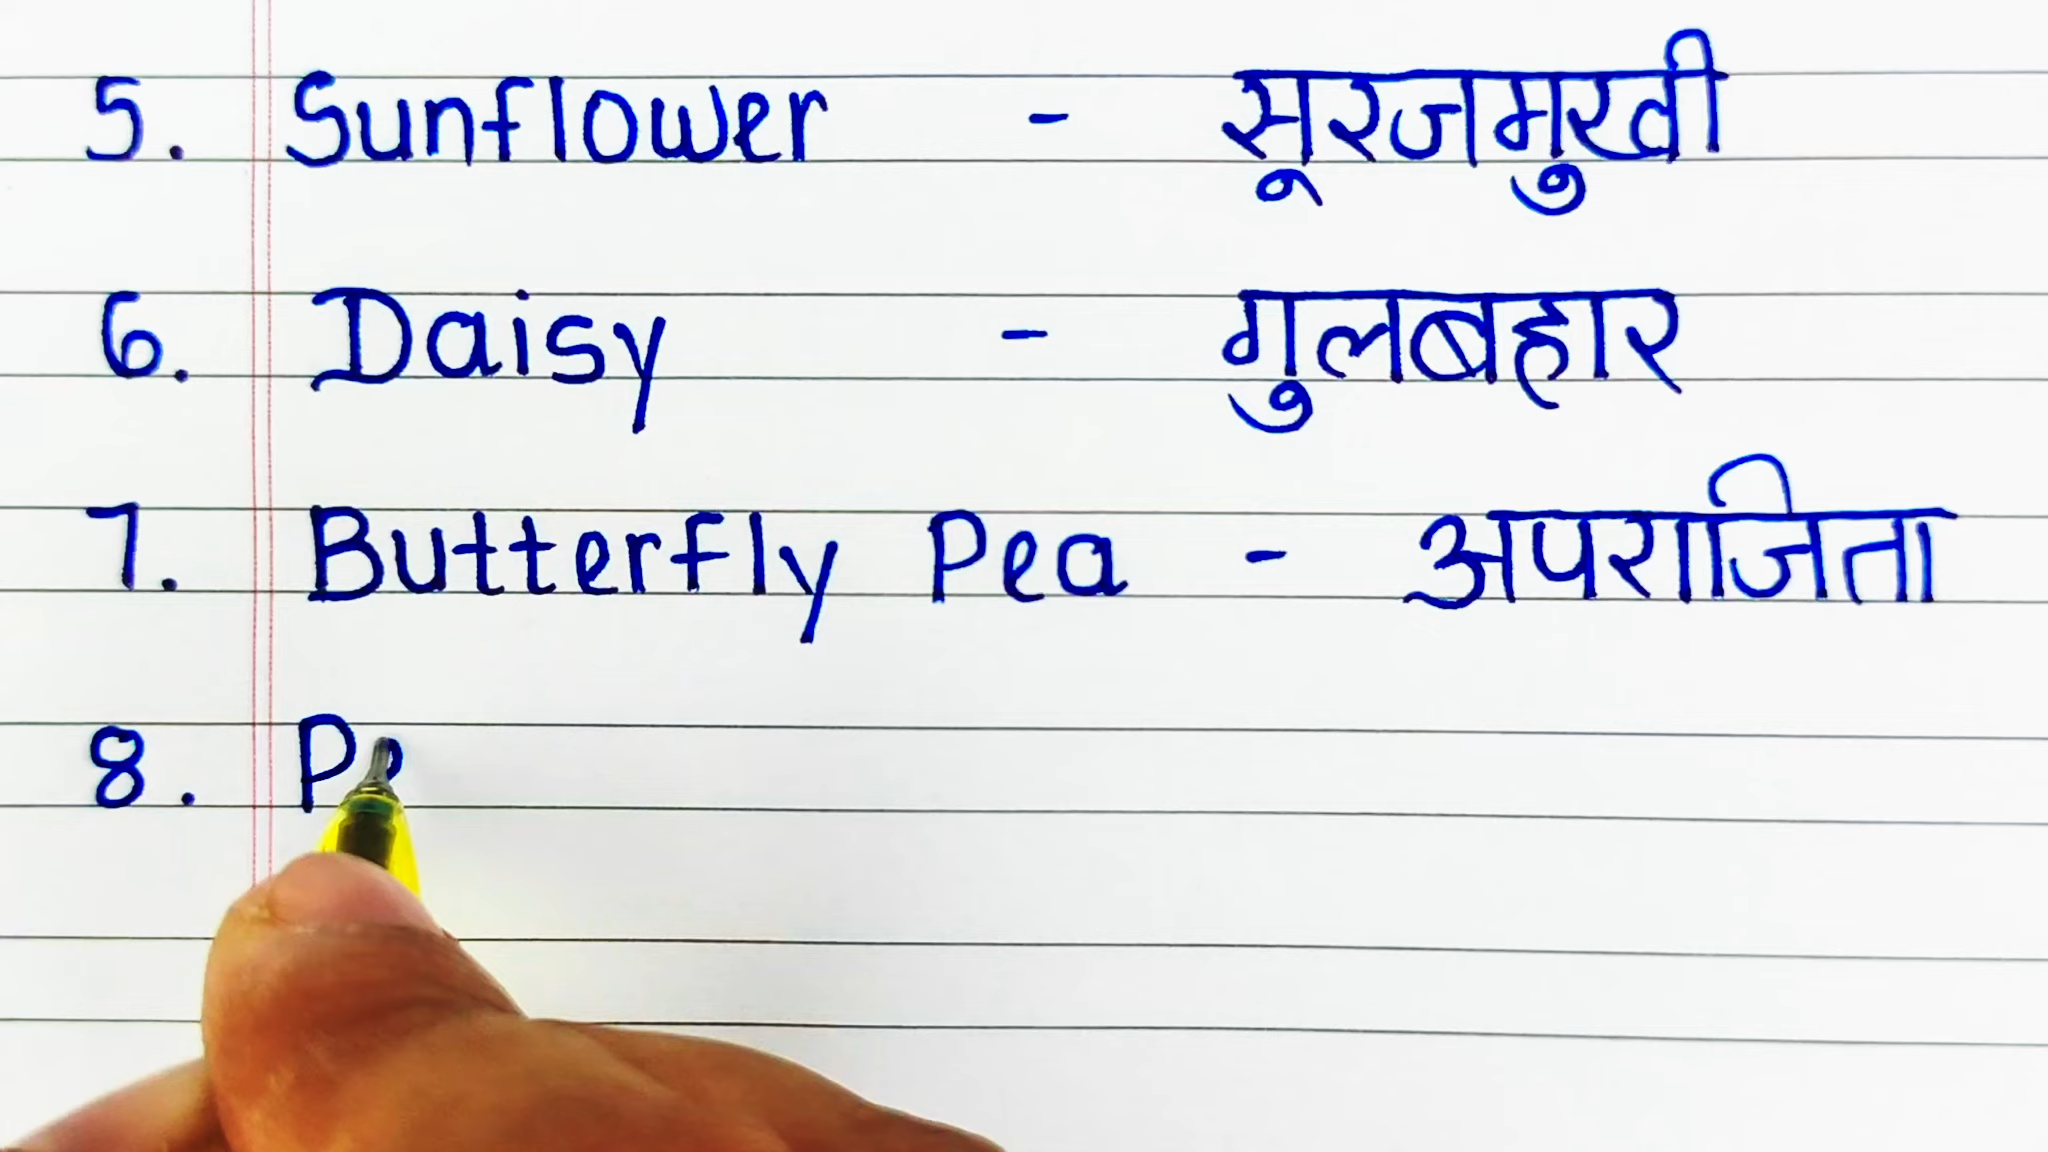 5. Sunflower - सूरजमुखी
6. Daisy - गुलबहार
7. Butterfly Pea - अपराजिता
8. P